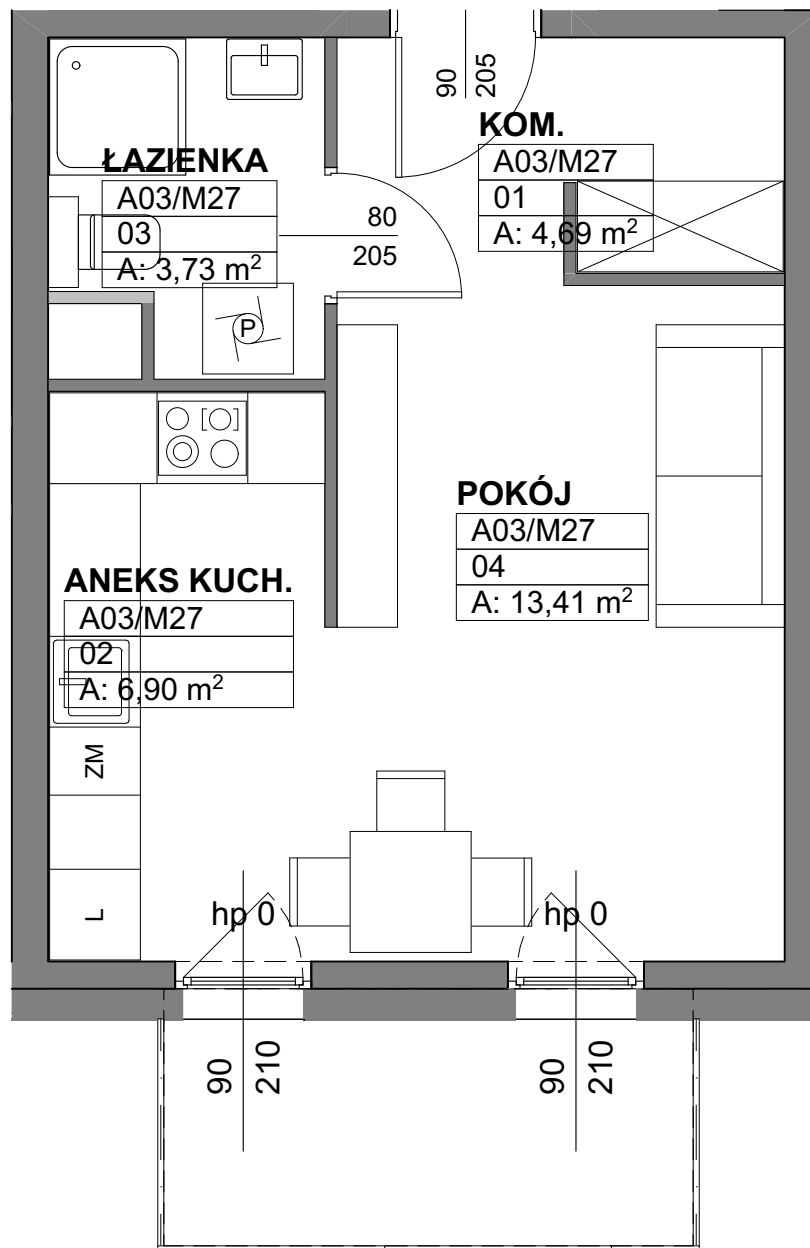 90
205
KOM.
A03/M27
01
A: 4,69 m²
ŁAZIENKA
A03/M27
03
A: 3,73 m²
80
205
P
POKÓJ
A03/M27
04
A: 13,41 m²
ANEKS KUCH.
A03/M27
02
A: 6,90 m²
ZM
L
hp 0
hp 0
90
210
90
210